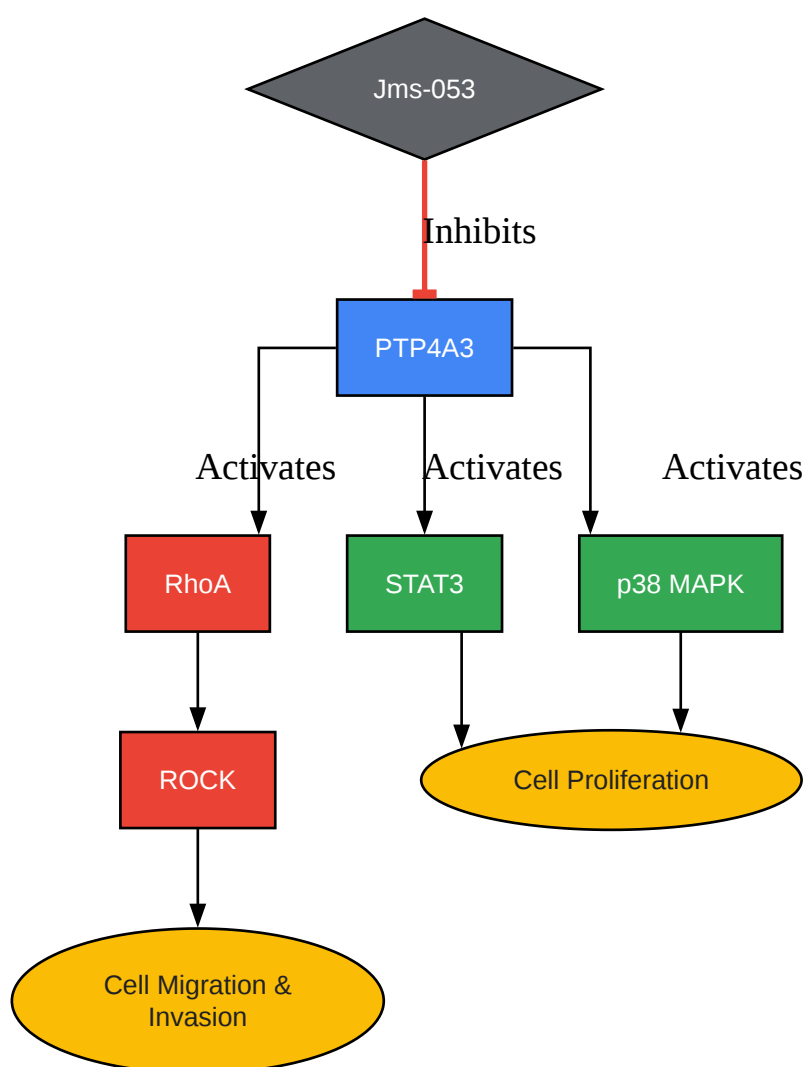 Jms-053
Inhibits
PTP4A3
Activates
Activates
Activates
RhoA
STAT3
p38 MAPK
ROCK
Cell Proliferation
Cell Migration &
Invasion